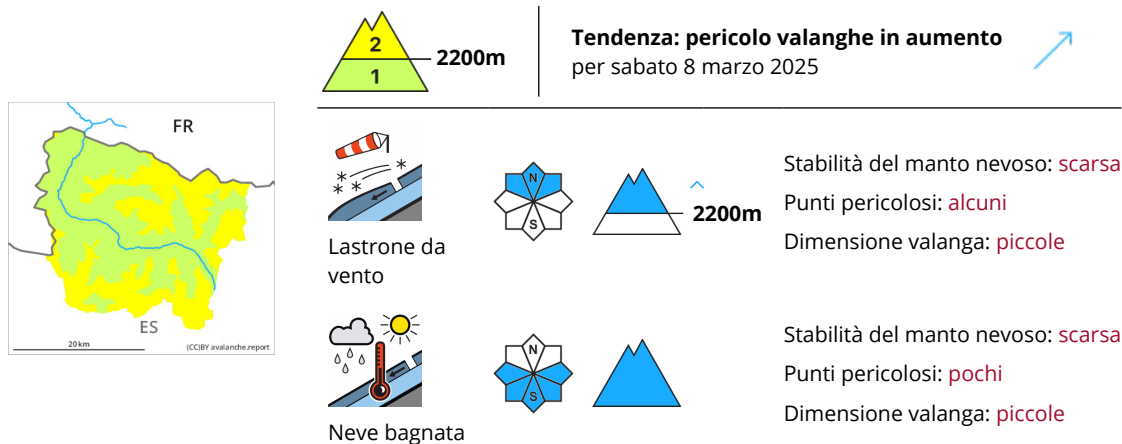 2
1
2200m
Tendenza: pericolo valanghe in aumento
per sabato 8 marzo 2025
FR
ES
20 km
(CC)BY avalanche.report
Lastrone da
vento
N
S
2200m
Stabilità del manto nevoso: scarsa
Punti pericolosi: alcuni
Dimensione valanga: piccole
Neve bagnata
N
S
Stabilità del manto nevoso: scarsa
Punti pericolosi: pochi
Dimensione valanga: piccole